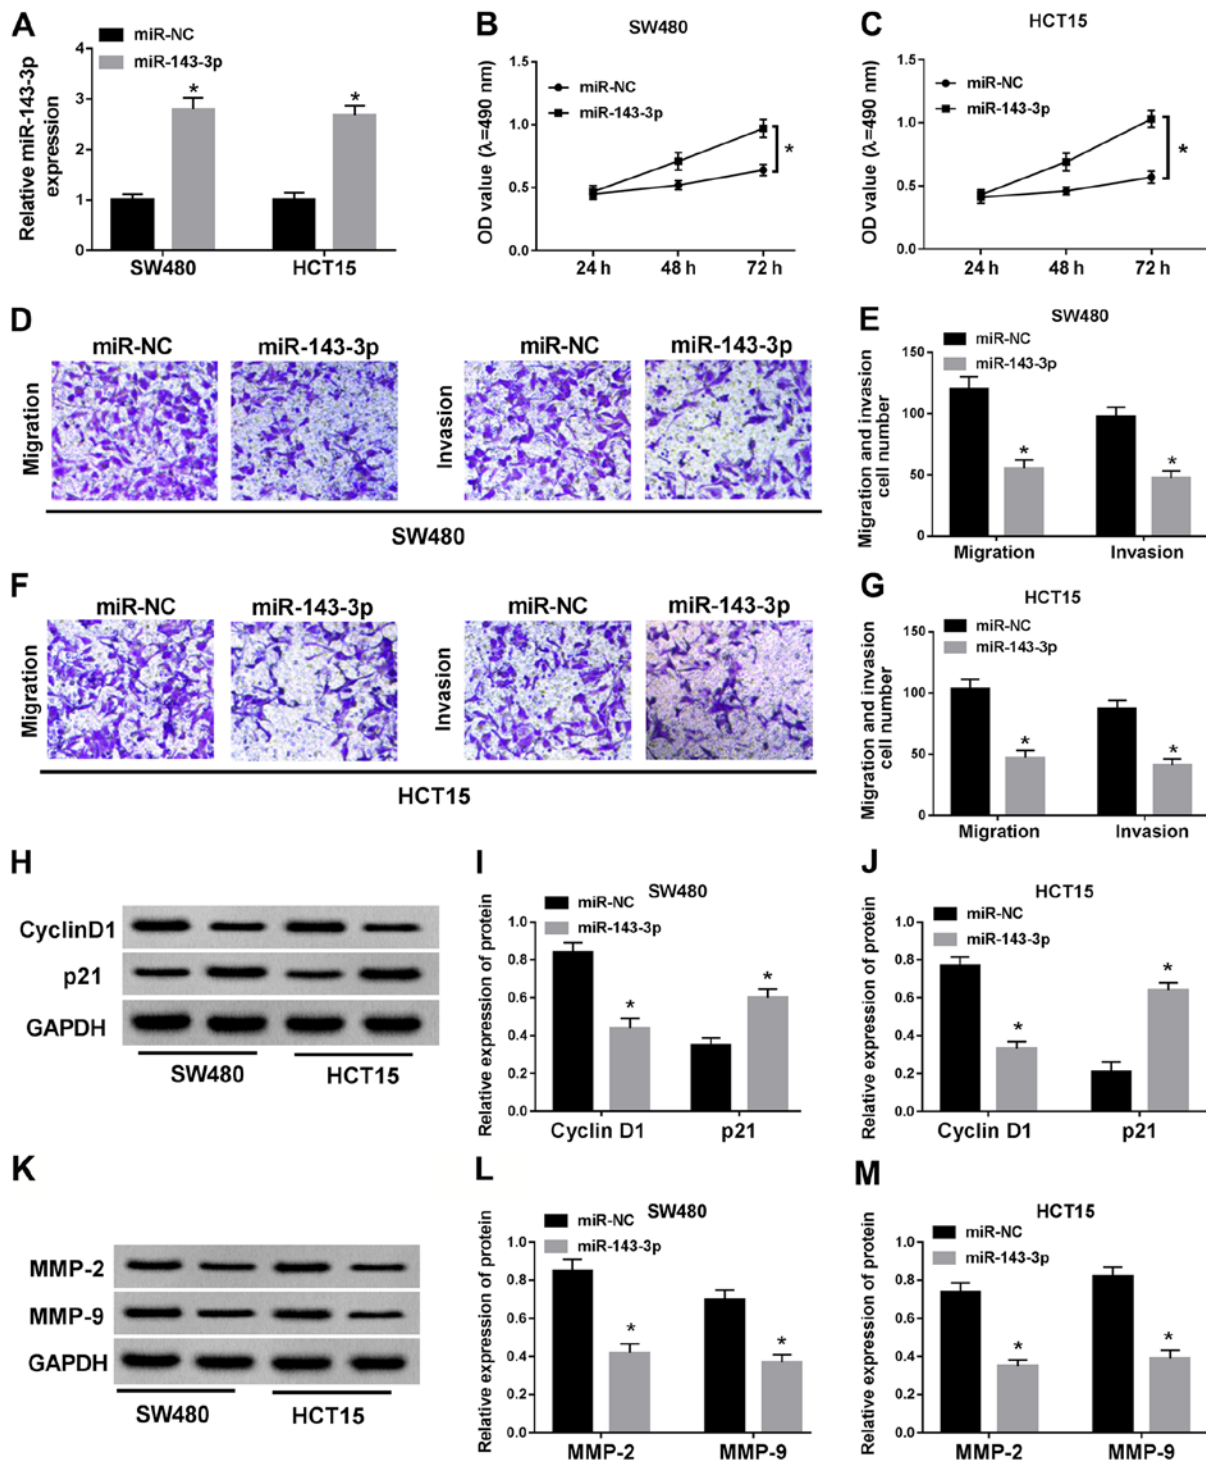 A
miR-NC
miR-143-3p
Relative miR-143-3p
expression
4
3
2
1
0
*
*
SW480
HCT15
B
SW480
OD value (λ=490 nm)
1.5
1.0
0.5
0.0
miR-NC
miR-143-3p
*
24 h
48 h
72 h
C
HCT15
OD value (λ=490 nm)
1.5
1.0
0.5
0.0
miR-NC
miR-143-3p
*
24 h
48 h
72 h
D
miR-NC
miR-143-3p
miR-NC
miR-143-3p
Migration
Invasion
SW480
E
SW480
miR-NC
miR-143-3p
Migration and invasion
cell number
150
100
50
0
*
*
Migration
Invasion
F
miR-NC
miR-143-3p
miR-NC
miR-143-3p
Migration
Invasion
HCT15
G
HCT15
miR-NC
miR-143-3p
Migration and invasion
cell number
150
100
50
0
*
*
Migration
Invasion
H
CyclinD1
p21
GAPDH
SW480
HCT15
I
SW480
miR-NC
miR-143-3p
Relative expression of protein
1.0
0.8
0.6
0.4
0.2
0.0
*
*
Cyclin D1
p21
J
HCT15
miR-NC
miR-143-3p
Relative expression of protein
1.0
0.8
0.6
0.4
0.2
0.0
*
*
Cyclin D1
p21
K
MMP-2
MMP-9
GAPDH
SW480
HCT15
L
SW480
miR-NC
miR-143-3p
Relative expression of protein
1.0
0.8
0.6
0.4
0.2
0.0
*
*
MMP-2
MMP-9
M
HCT15
miR-NC
miR-143-3p
Relative expression of protein
1.0
0.8
0.6
0.4
0.2
0.0
*
*
MMP-2
MMP-9